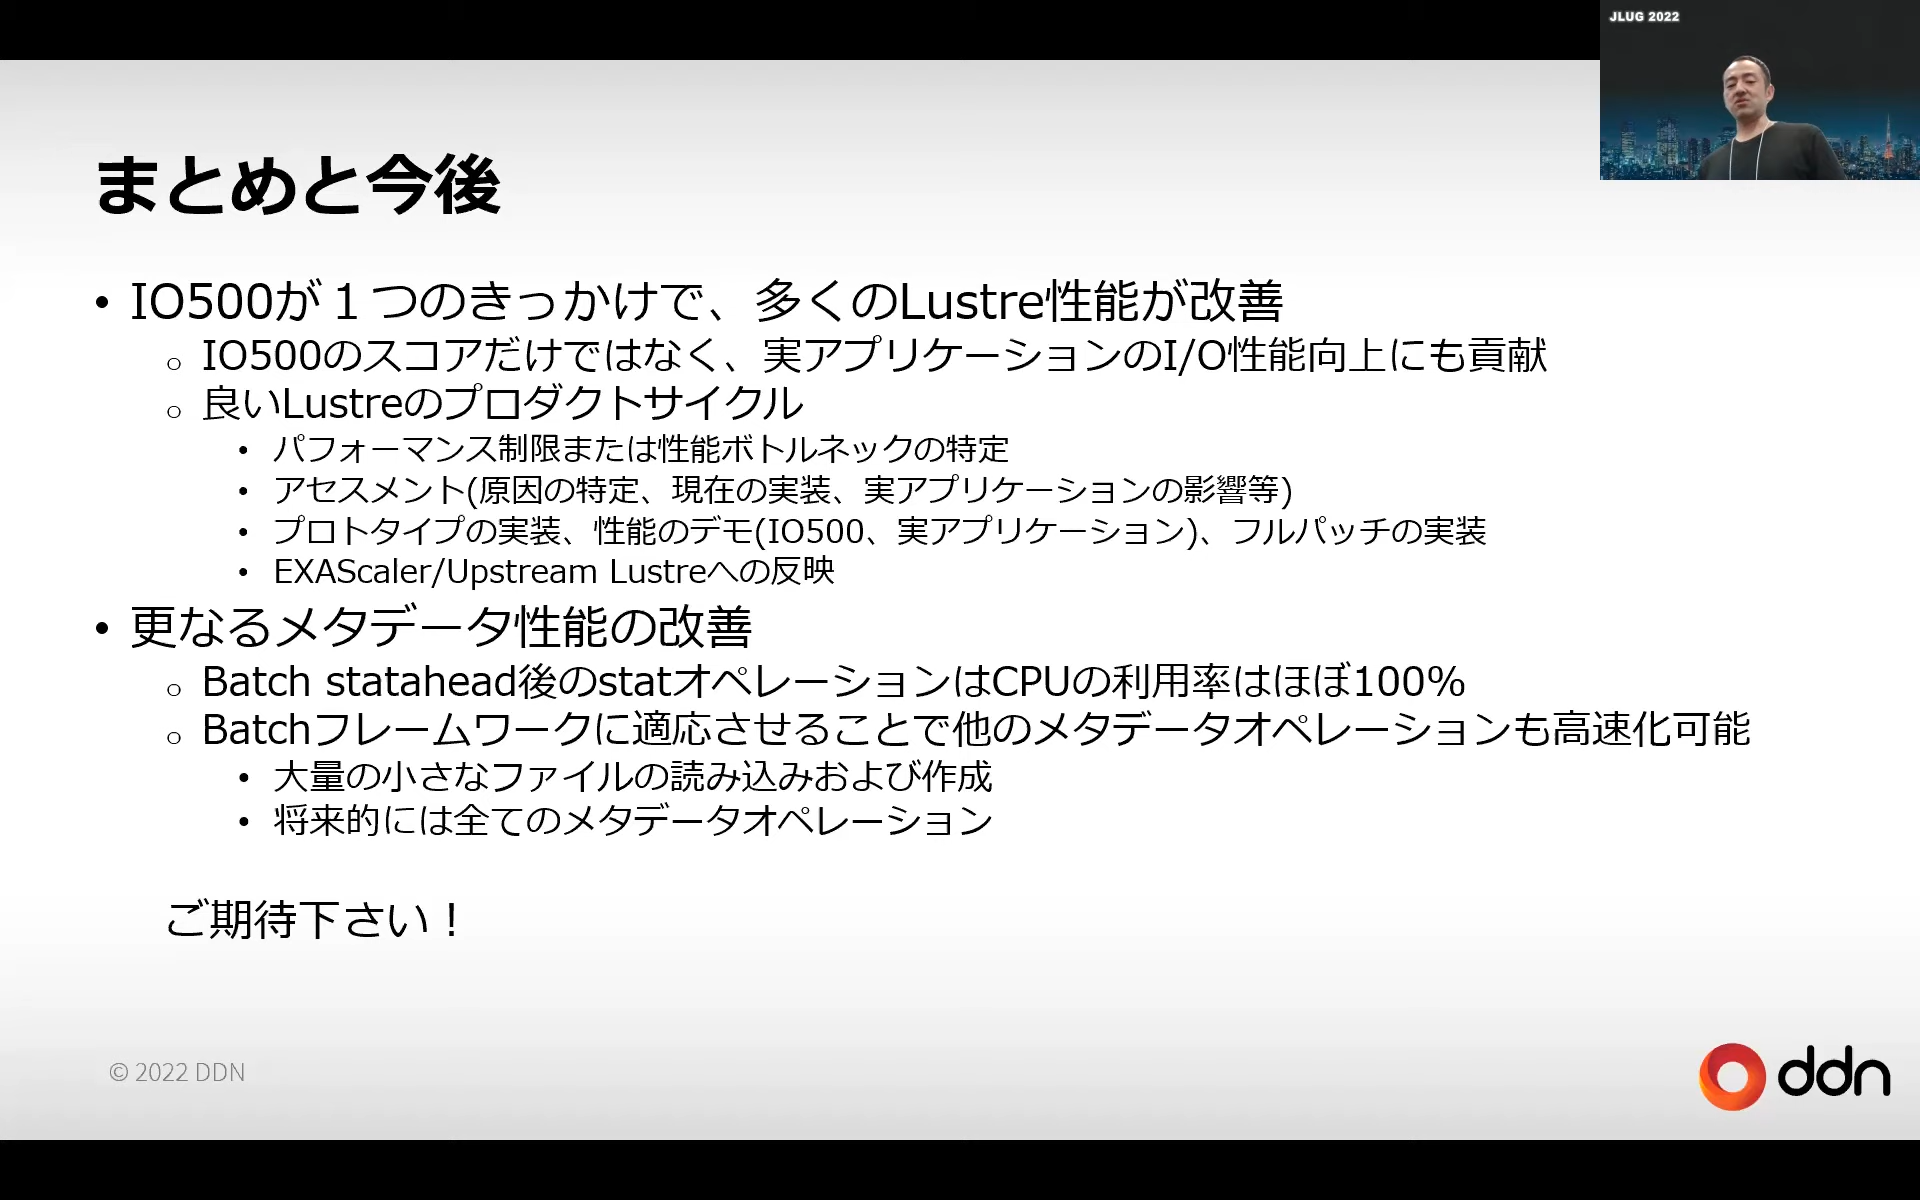 JLUG 2022
まとめと今後
• IO500が１つのきっかけで、多くのLustre性能が改善
o IO500のスコアだけではなく、実アプリケーションのI/O性能向上にも貢献
o 良いLustreのプロダクトサイクル
• パフォーマンス制限または性能ボトルネックの特定
• アセスメント(原因の特定、現在の実装、実アプリケーションの影響等)
• プロトタイプの実装、性能のデモ(IO500、実アプリケーション)、フルパッチの実装
• EXAScaler/Upstream Lustreへの反映
• 更なるメタデータ性能の改善
o Batch statahead後のstatオペレーションはCPUの利用率はほぼ100%
o Batchフレームワークに適応させることで他のメタデータオペレーションも高速化可能
• 大量の小さなファイルの読み込みおよび作成
• 将来的には全てのメタデータオペレーション
ご期待下さい！
© 2022 DDN
ddn